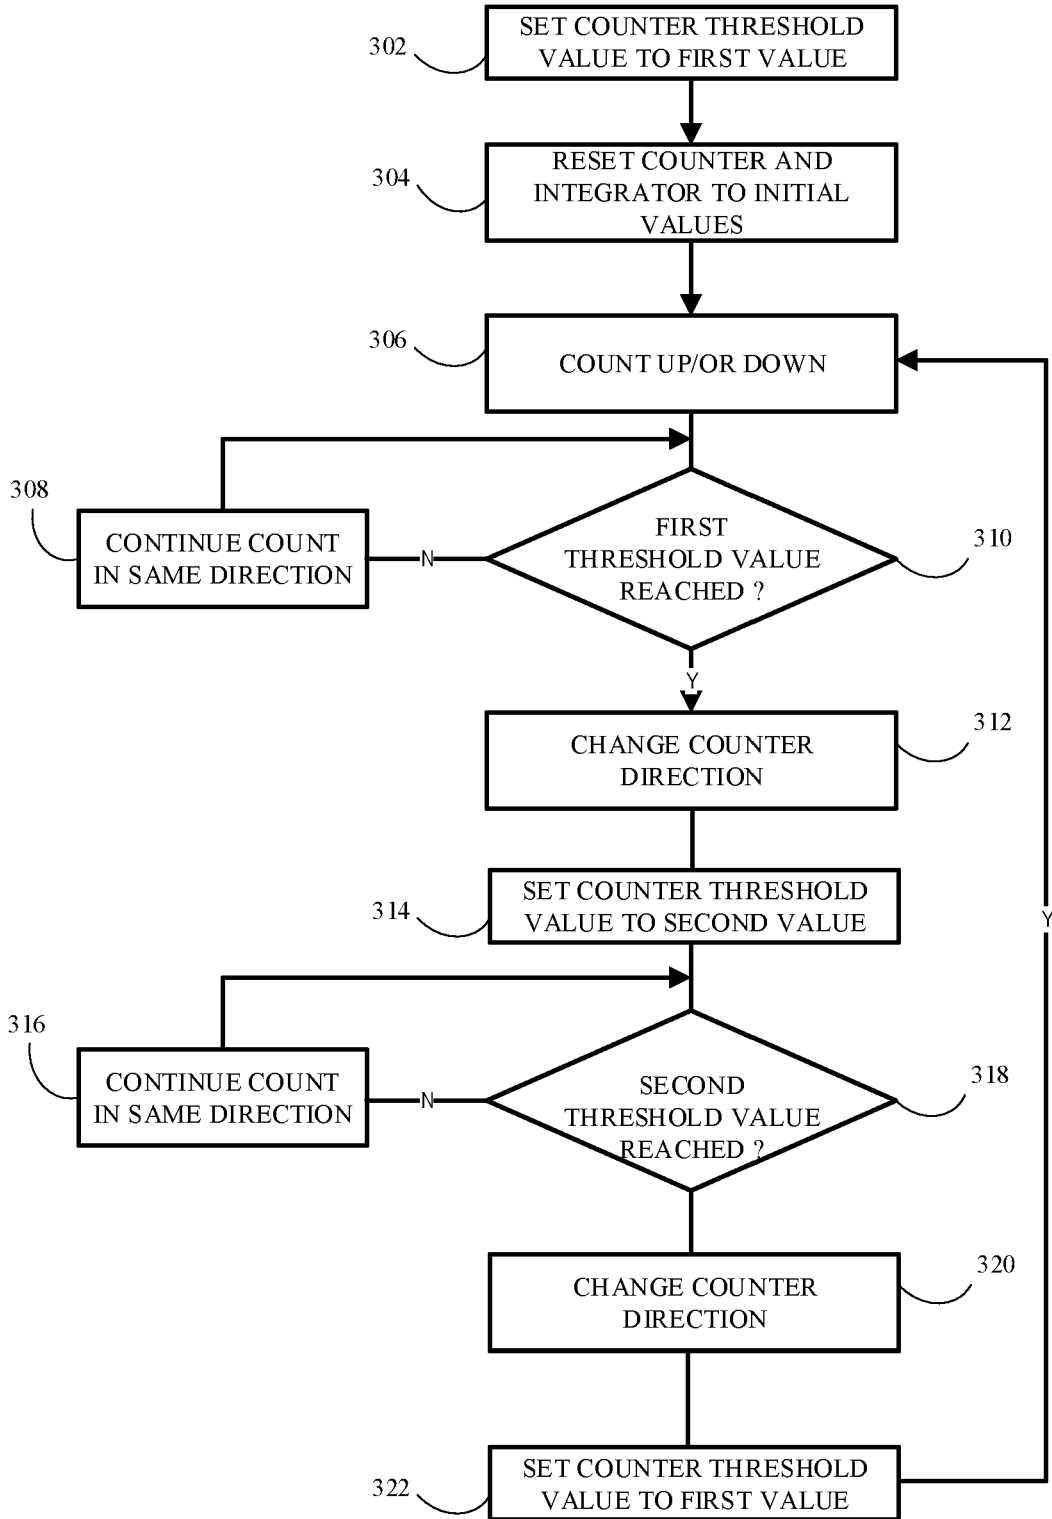 302
SET COUNTER THRESHOLD
VALUE TO FIRST VALUE
304
RESET COUNTER AND
INTEGRATOR TO INITIAL
VALUES
306
COUNT UP/OR DOWN
308
CONTINUE COUNT
IN SAME DIRECTION
N
FIRST
THRESHOLD VALUE
REACHED ?
310
Y
CHANGE COUNTER
DIRECTION
312
314
SET COUNTER THRESHOLD
VALUE TO SECOND VALUE
Y
316
CONTINUE COUNT
IN SAME DIRECTION
N
SECOND
THRESHOLD VALUE
REACHED ?
318
CHANGE COUNTER
DIRECTION
320
322
SET COUNTER THRESHOLD
VALUE TO FIRST VALUE